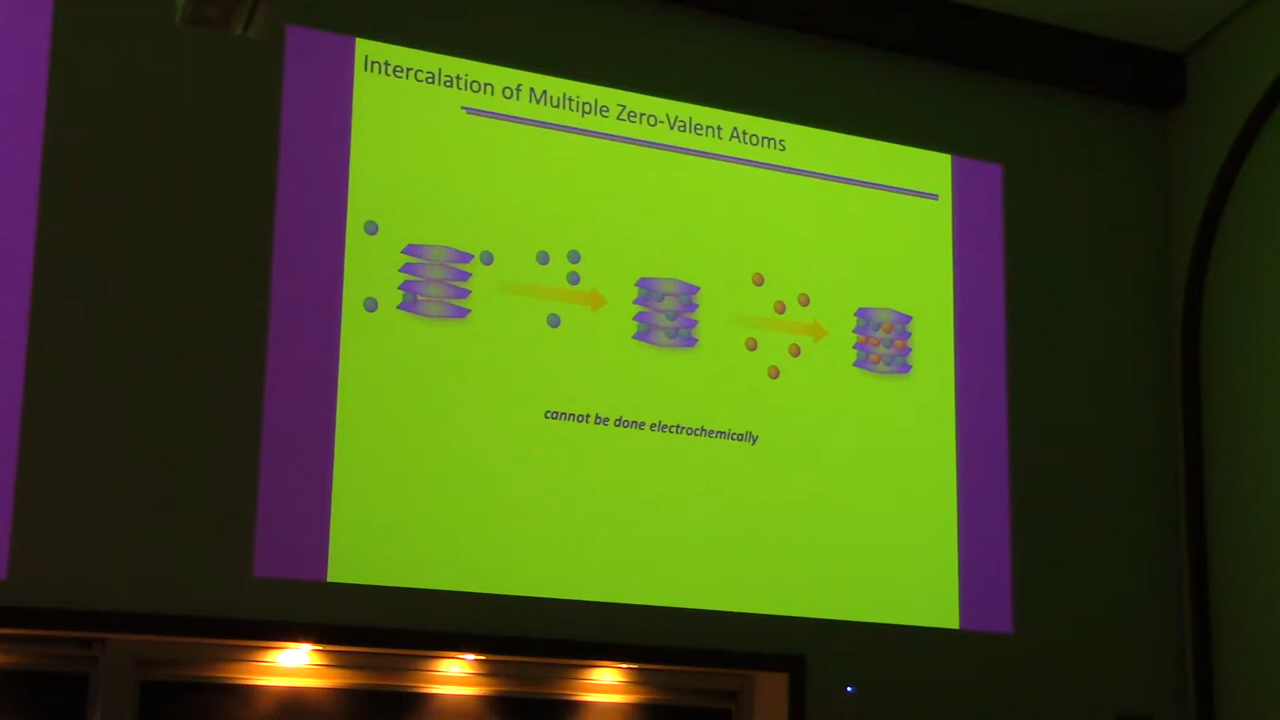 Intercalation of Multiple Zero-Valent Atoms
cannot be done electrochemically